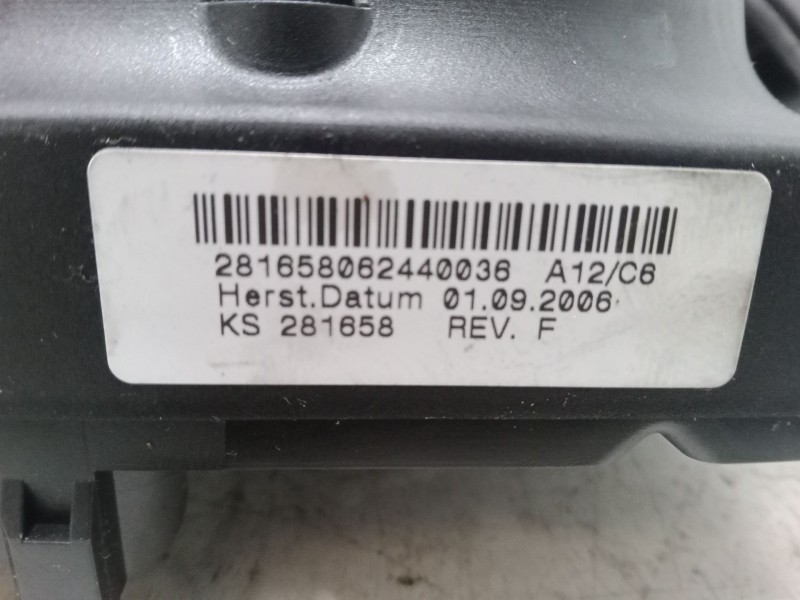 281658062440036 A12/C6
Herst.Datum 01.09.2006
KS 281658 REV. F